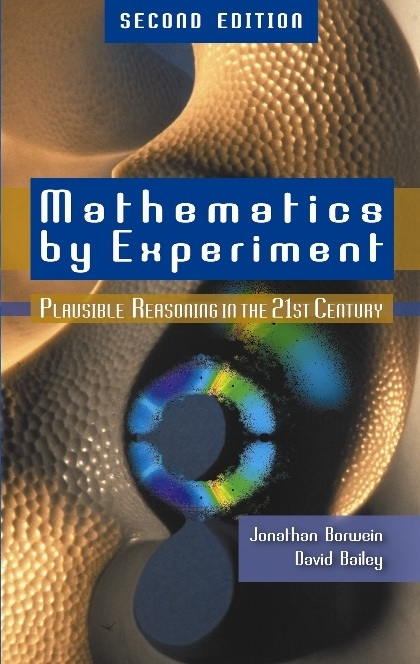 SECOND EDITION
Mathematics
by Experiment
PLAUSIBLE REASONING IN THE 21ST CENTURY
Jonathan Borwein
David Bailey